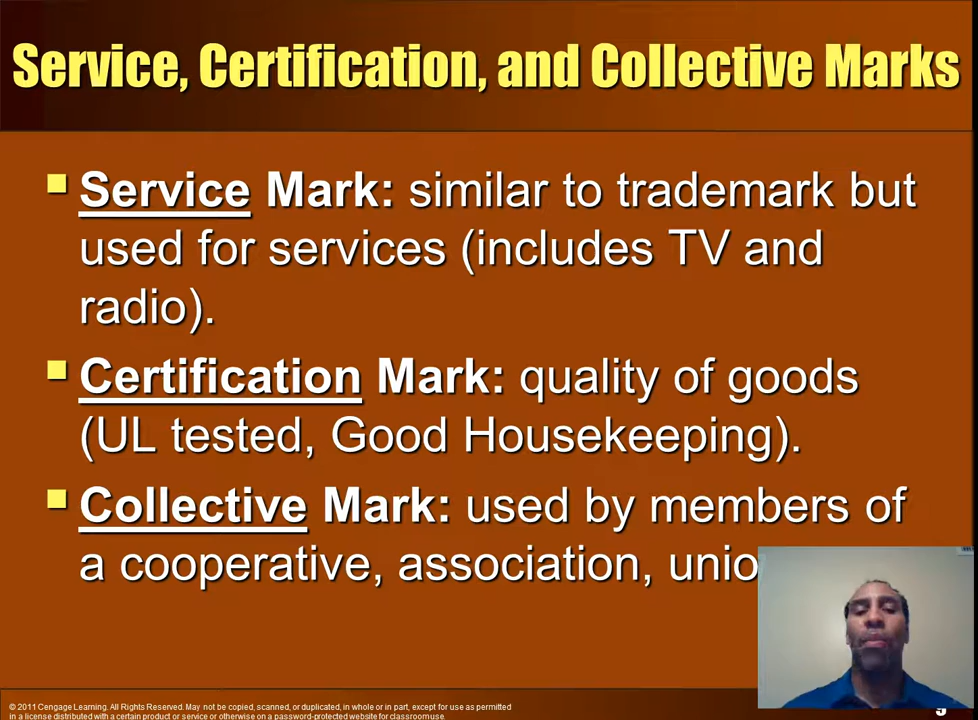 Service, Certification, and Collective Marks
Service Mark: similar to trademark but
used for services (includes TV and
radio).
Certification Mark: quality of goods
(UL tested, Good Housekeeping).
Collective Mark: used by members of
a cooperative, association,
© 2011 Cengage Learning. All Rights Reserved. May not be copied, scanned, or duplicated, in whole or in part, except for use as permitted
in a license distributed with a certain product or service or otherwise on a password-protected website for classroom use.